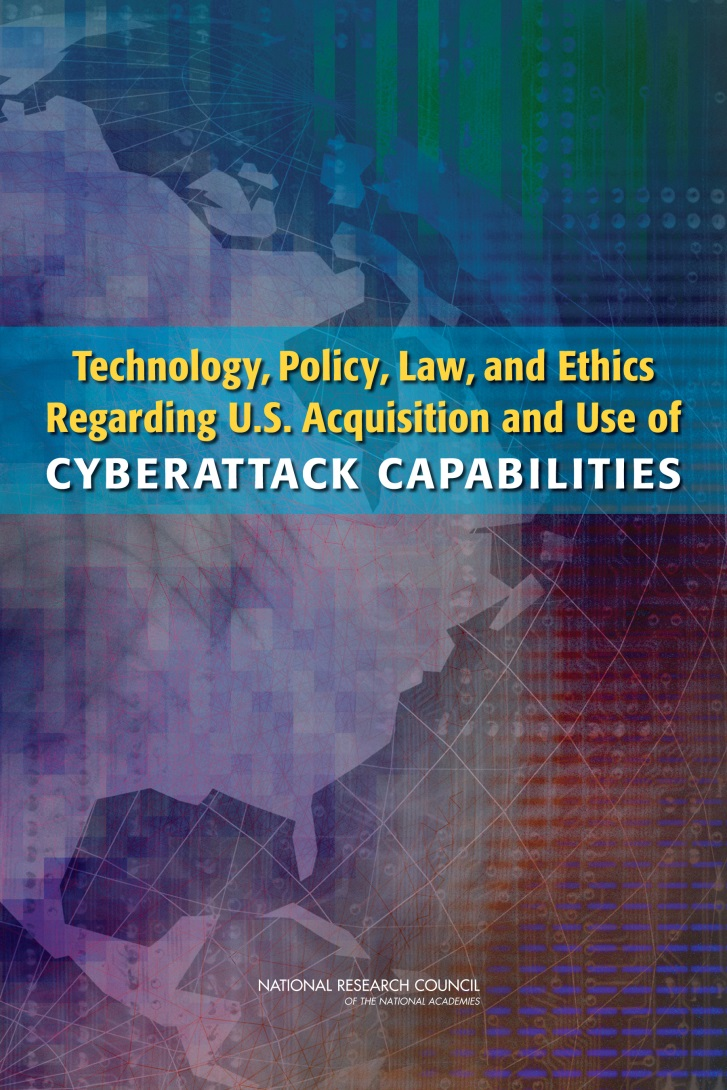 Technology, Policy, Law, and Ethics
Regarding U.S. Acquisition and Use of
CYBERATTACK CAPABILITIES
NATIONAL RESEARCH COUNCIL
OF THE NATIONAL ACADEMIES